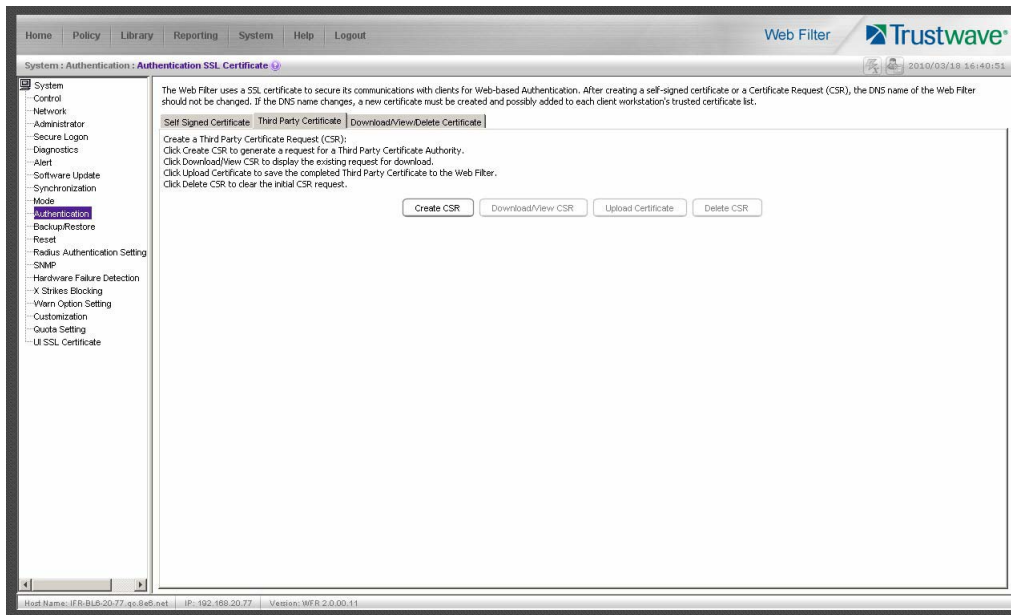 Home Policy Library Reporting System Help Logout
Web Filter
Trustwave®
System : Authentication : Authentication SSL Certificate
2010/03/18 16:40:51
System
Control
Network
Administrator
Secure Logon
Diagnostics
Alert
Software Update
Synchronization
Mode
Authentication
Backup/Restore
Reset
Radius Authentication Setting
SNMP
Hardware Failure Detection
X Strikes Blocking
Warn Option Setting
Customization
Quota Setting
UI SSL Certificate
The Web Filter uses a SSL certificate to secure its communications with clients for Web-based Authentication. After creating a self-signed certificate or a Certificate Request (CSR), the DNS name of the Web Filter
should not be changed. If the DNS name changes, a new certificate must be created and possibly added to each client workstation's trusted certificate list.
Self Signed Certificate Third Party Certificate Download/View/Delete Certificate
Create a Third Party Certificate Request (CSR):
Click Create CSR to generate a request for a Third Party Certificate Authority.
Click Download/View CSR to display the existing request for download.
Click Upload Certificate to save the completed Third Party Certificate to the Web Filter.
Click Delete CSR to clear the initial CSR request.
Create CSR Download/View CSR Upload Certificate Delete CSR
Host Name: IFR-BL6-20-77.qc.8e6.net IP: 192.168.20.77 Version: WFR 2.0.00.11